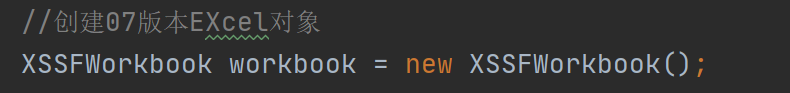 //创建07版本EXcel对象
XSSFWorkbook workbook = new XSSFWorkbook();